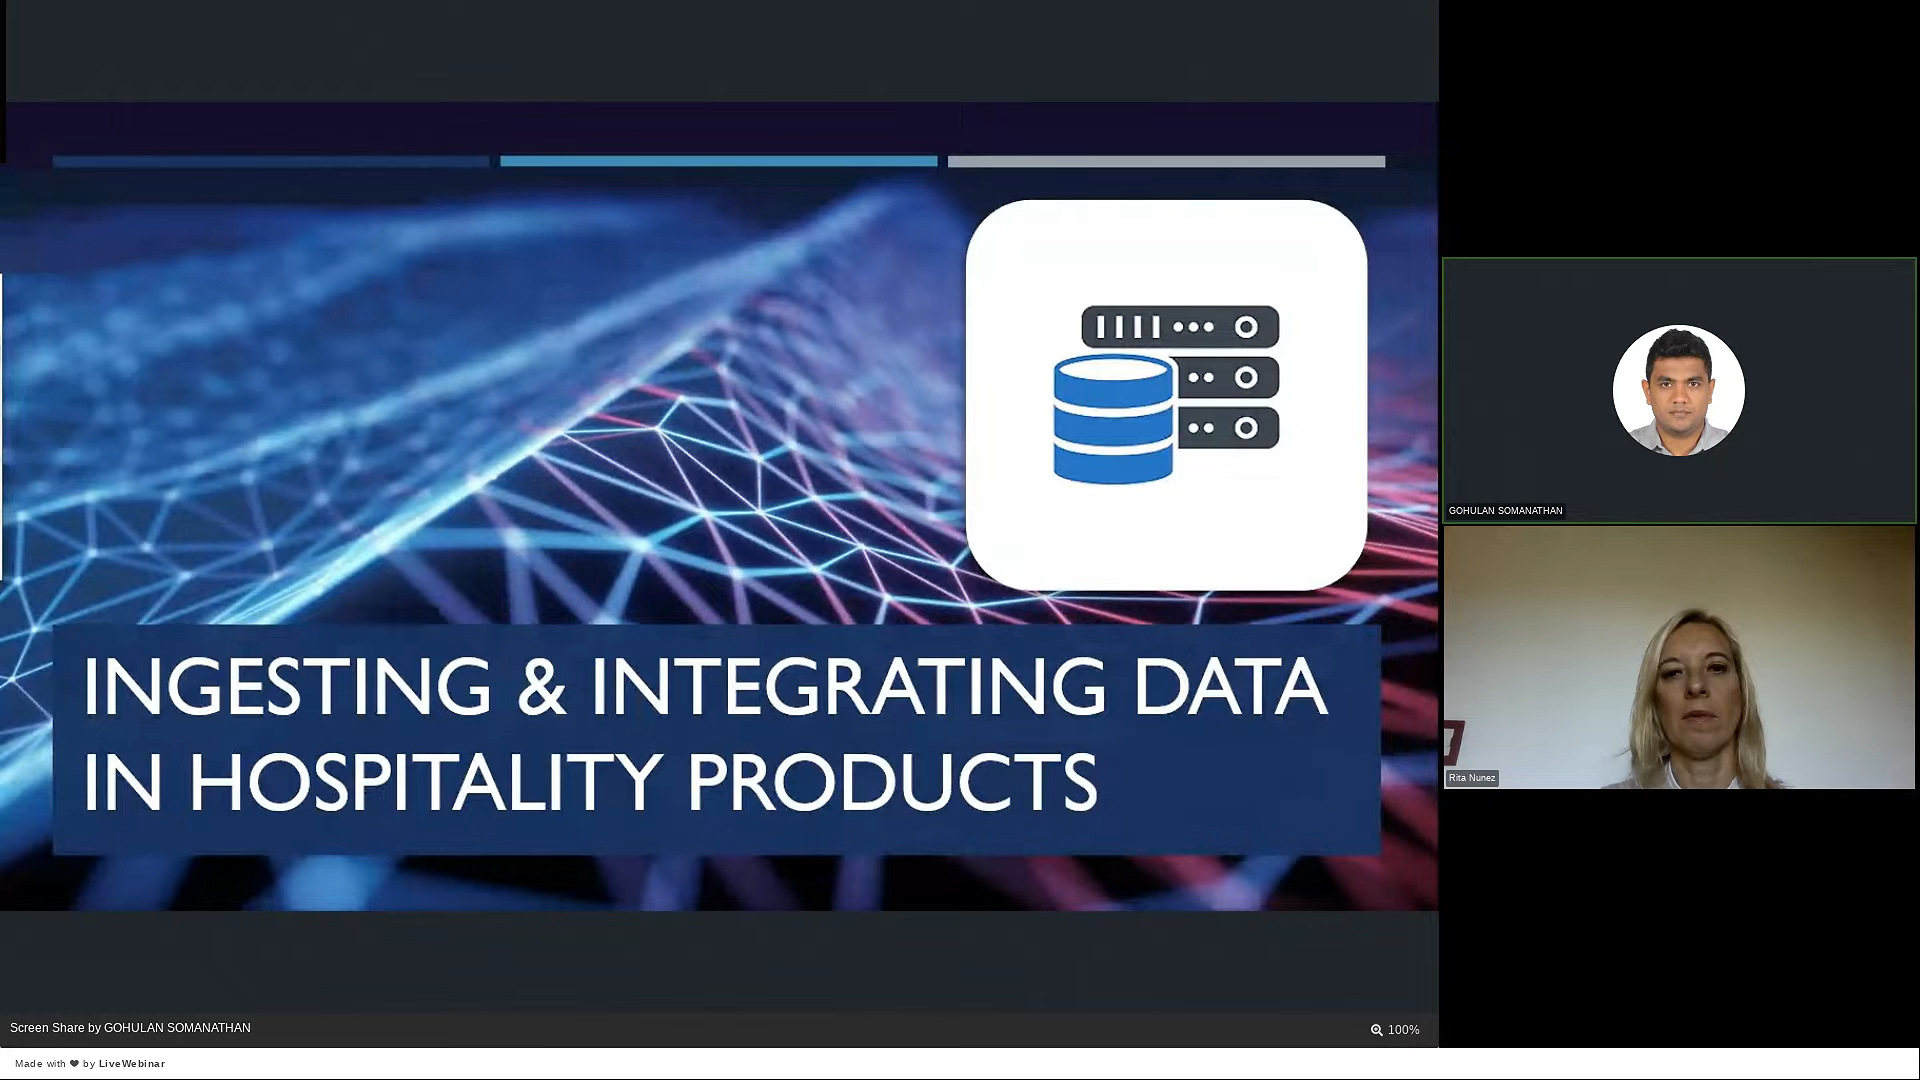 INGESTING & INTEGRATING DATA
IN HOSPITALITY PRODUCTS
GOHULAN SOMANATHAN
Rita Nunez
Screen Share by GOHULAN SOMANATHAN
100%
Made with ❤ by LiveWebinar